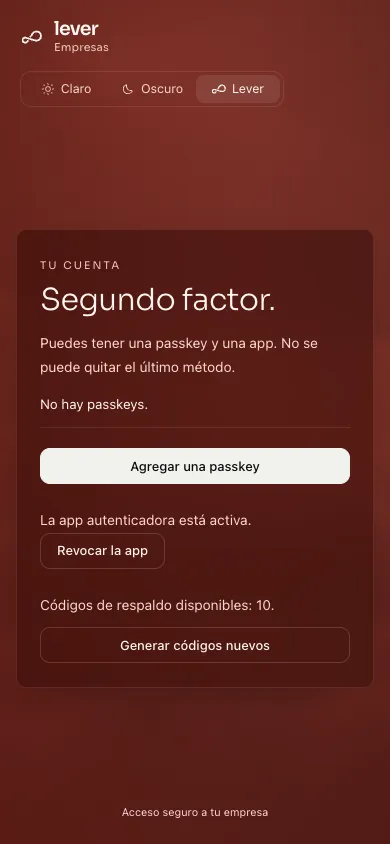 lever
Empresas
Claro
Oscuro
Lever
TU CUENTA
Segundo factor.
Puedes tener una passkey y una app. No se
puede quitar el último método.
No hay passkeys.
Agregar una passkey
La app autenticadora está activa.
Revocar la app
Códigos de respaldo disponibles: 10.
Generar códigos nuevos
Acceso seguro a tu empresa